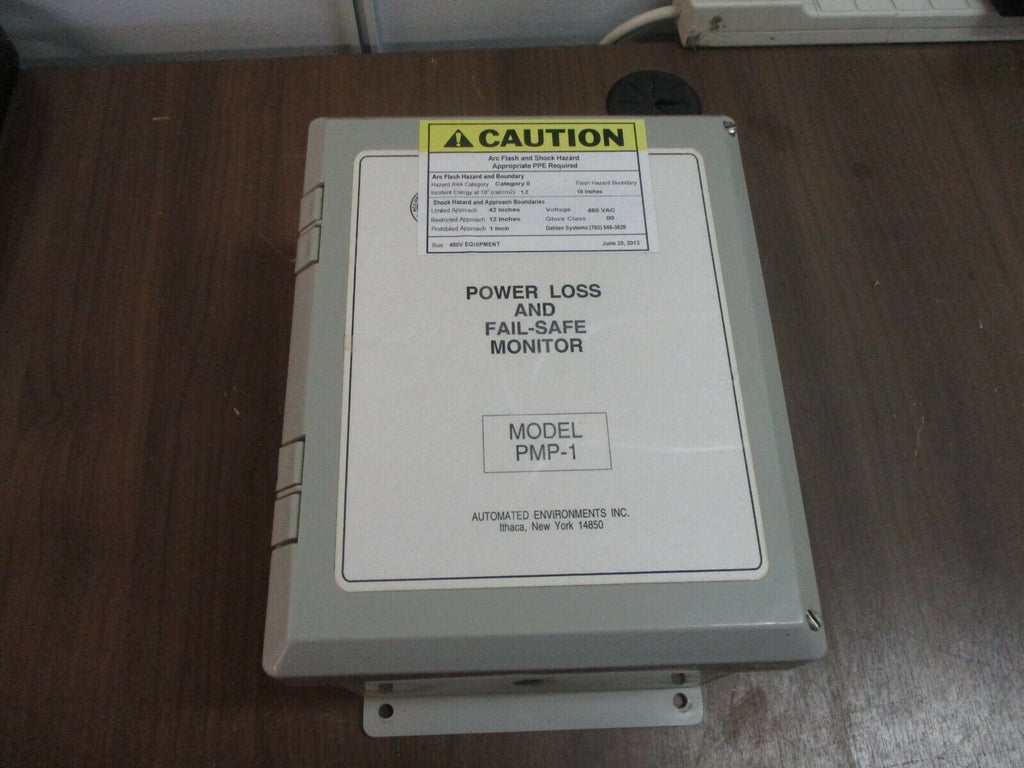 CAUTION
Arc Flash and Shock Hazard
Appropriate PPE Required
Arc Flash Hazard and Boundary
Hazard Risk Category Category 0 Flash Hazard Boundary
Incident Energy at 18" (cal/cm2) 1.2 18 Inches
Shock Hazard and Approach Boundaries
Limited Approach 42 Inches Voltage 480 VAC
Restricted Approach 12 Inches Glove Class 00
Prohibited Approach 1 Inch Dahlen Systems (763)
Bus: 480V EQUIPMENT June 20, 2013
POWER LOSS
AND
FAIL-SAFE
MONITOR
MODEL
PMP-1
AUTOMATED ENVIRONMENTS INC.
Ithaca, New York 14850